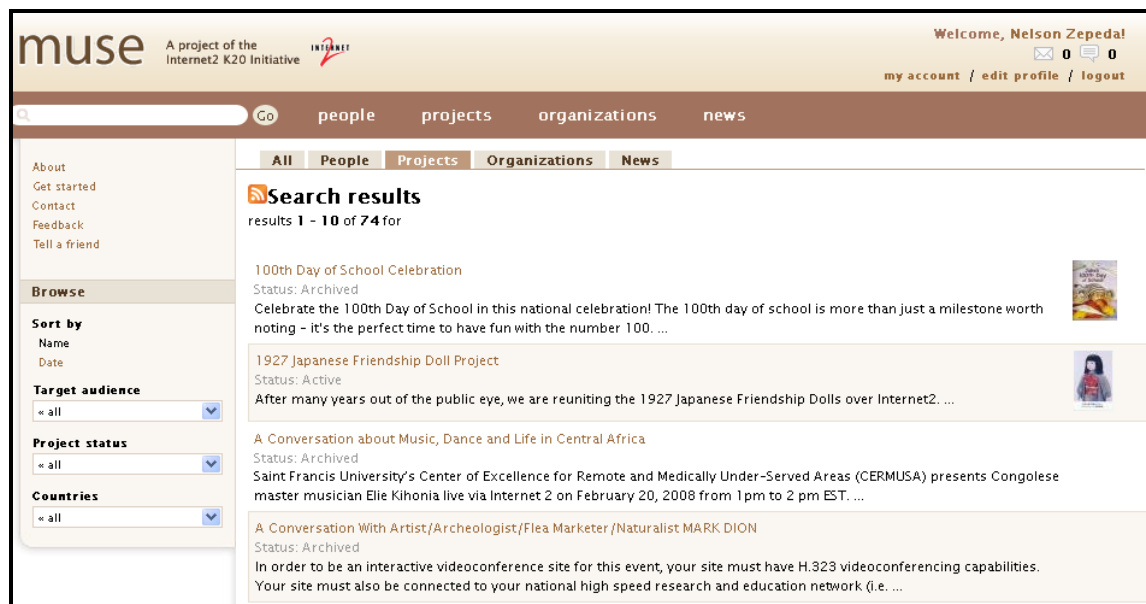 muse
A project of the
Internet2 K20 Initiative
INTERNET
2
Welcome, Nelson Zepeda!
0 0
my account / edit profile / logout
Go
people projects organizations news
About
Get started
Contact
Feedback
Tell a friend
Browse
Sort by
Name
Date
Target audience
« all
Project status
« all
Countries
« all
All People Projects Organizations News
Search results
results 1 - 10 of 74 for
100th Day of School Celebration
Status: Archived
Celebrate the 100th Day of School in this national celebration! The 100th day of school is more than just a milestone worth
noting - it's the perfect time to have fun with the number 100. ...
1927 Japanese Friendship Doll Project
Status: Active
After many years out of the public eye, we are reuniting the 1927 Japanese Friendship Dolls over Internet2. ...
A Conversation about Music, Dance and Life in Central Africa
Status: Archived
Saint Francis University's Center of Excellence for Remote and Medically Under-Served Areas (CERMUSA) presents Congolese
master musician Elie Kihonia live via Internet 2 on February 20, 2008 from 1pm to 2 pm EST. ...
A Conversation With Artist/Archeologist/Flea Marketer/Naturalist MARK DION
Status: Archived
In order to be an interactive videoconference site for this event, your site must have H.323 videoconferencing capabilities.
Your site must also be connected to your national high speed research and education network (i.e. ...